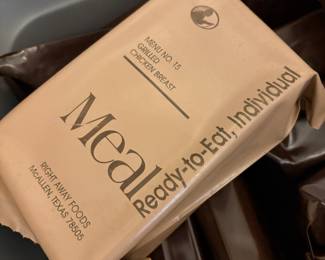 MENU NO. 15
GRILLED
CHICKEN BREAST
Meal
Ready-to-Eat, Individual
RIGHT AWAY FOODS
McALLEN, TEXAS 78505